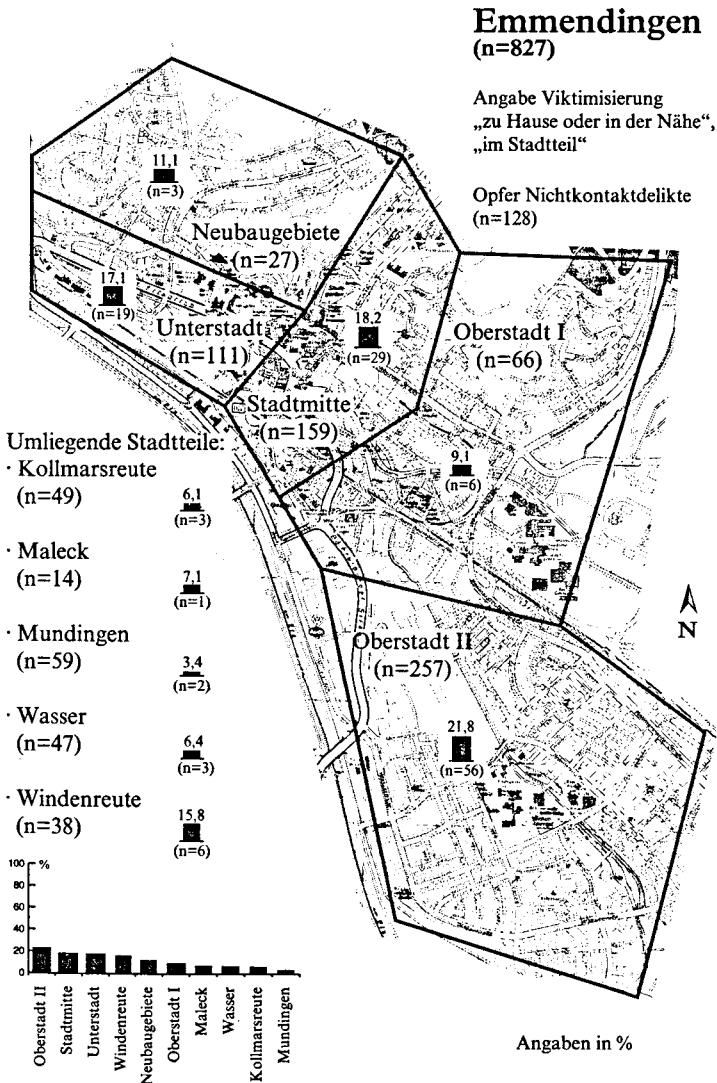 Emmendingen
(n=827)
Angabe Viktimisierung
„zu Hause oder in der Nähe“,
„im Stadtteil“
Opfer Nichtkontaktdelikte
(n=128)
11,1
(n=3)
Neubaugebiete
(n=27)
17,1
(n=19)
Unterstadt
(n=111)
18,2
(n=29)
Stadtmitte
(n=159)
Oberstadt I
(n=66)
9,1
(n=6)
Oberstadt II
(n=257)
21,8
(n=56)
N
Umliegende Stadtteile:
· Kollmarsreute
(n=49)
6,1
(n=3)
· Maleck
(n=14)
7,1
(n=1)
· Mundingen
(n=59)
3,4
(n=2)
· Wasser
(n=47)
6,4
(n=3)
· Windenreute
(n=38)
15,8
(n=6)
%
100
80
60
40
20
0
Oberstadt II
Stadtmitte
Unterstadt
Windenreute
Neubaugebiete
Oberstadt I
Maleck
Wasser
Kollmarsreute
Mundingen
Angaben in %